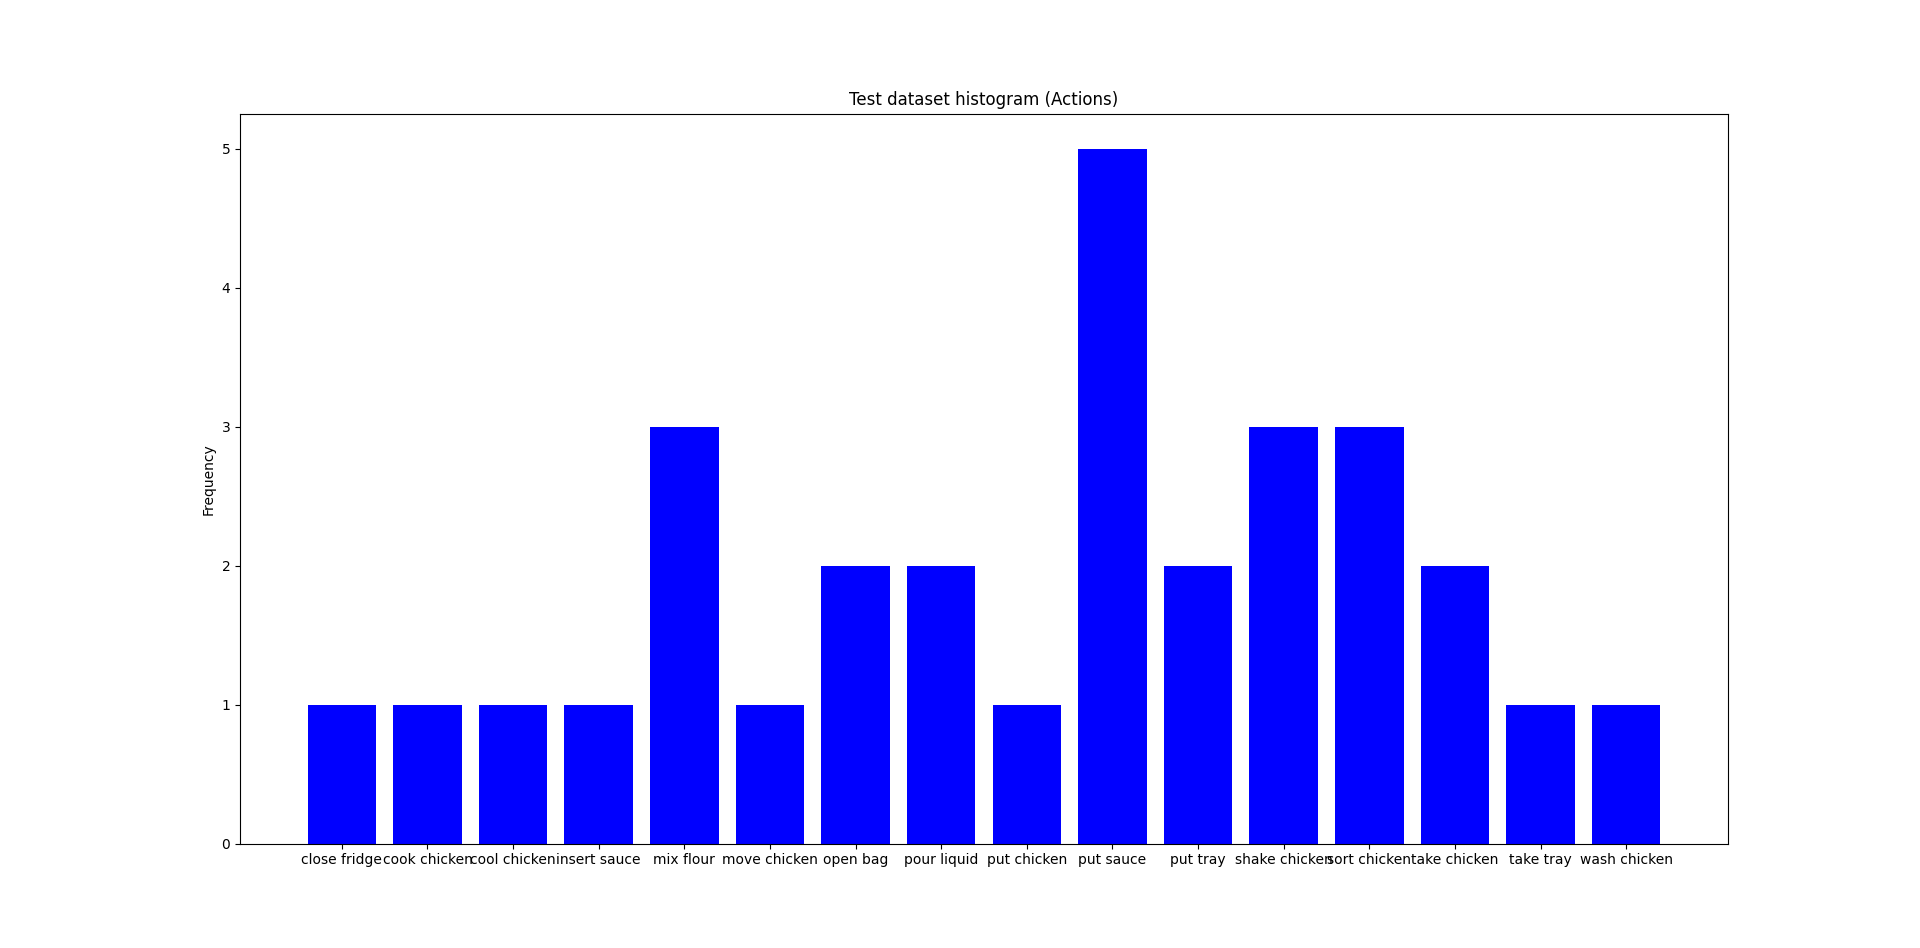 Test dataset histogram (Actions)
Frequency
5
4
3
2
1
0
close fridge cook chicken cool chicken insert sauce mix flour move chicken open bag pour liquid put chicken put sauce put tray shake chicken sort chicken take chicken take tray wash chicken